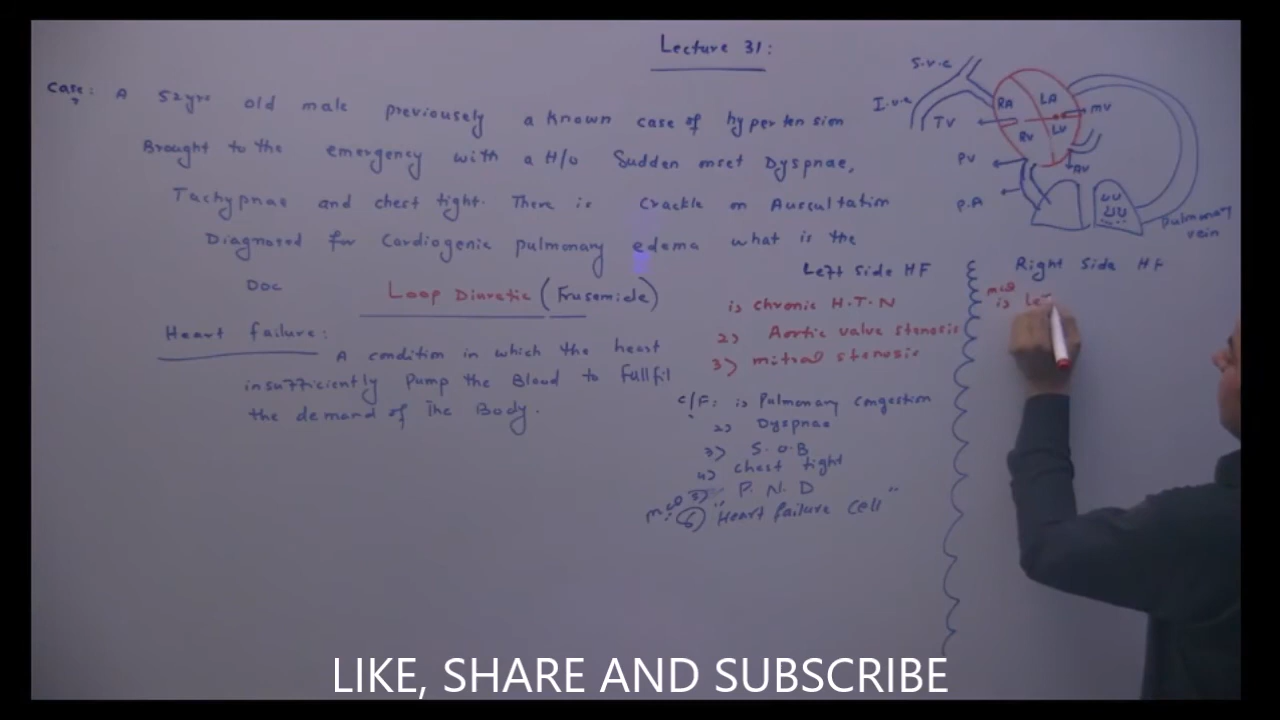 Lecture 31:
Case: A 52yrs old male previousely a known case of hypertension
Brought to the emergency with a H/o Sudden onset Dyspnae,
Tachypnae and chest tight. There is Crackle on Auscultation
Diagnosed for Cardiogenic pulmonary edema what is the
DOC
Loop Diuretic (Frusemide)
Heart failure:
A condition in which the heart
insufficiently Pump the Blood to Fullfil
the demand of The Body.
Left side HF
1) chronic H.T.N
2) Aortic valve stenosis
3) mitral stenosis
C/F: 1) Pulmonary congestion
2) Dyspnae
3) S.O.B
4) chest tight
5) P.N.D
6) "Heart failure cell"
Right Side HF
1) Lef
S.v.c
I.v.c
RA
LA
TV
mv
RV
LV
PV
AV
P.A
Pulmonary
vein
LIKE, SHARE AND SUBSCRIBE